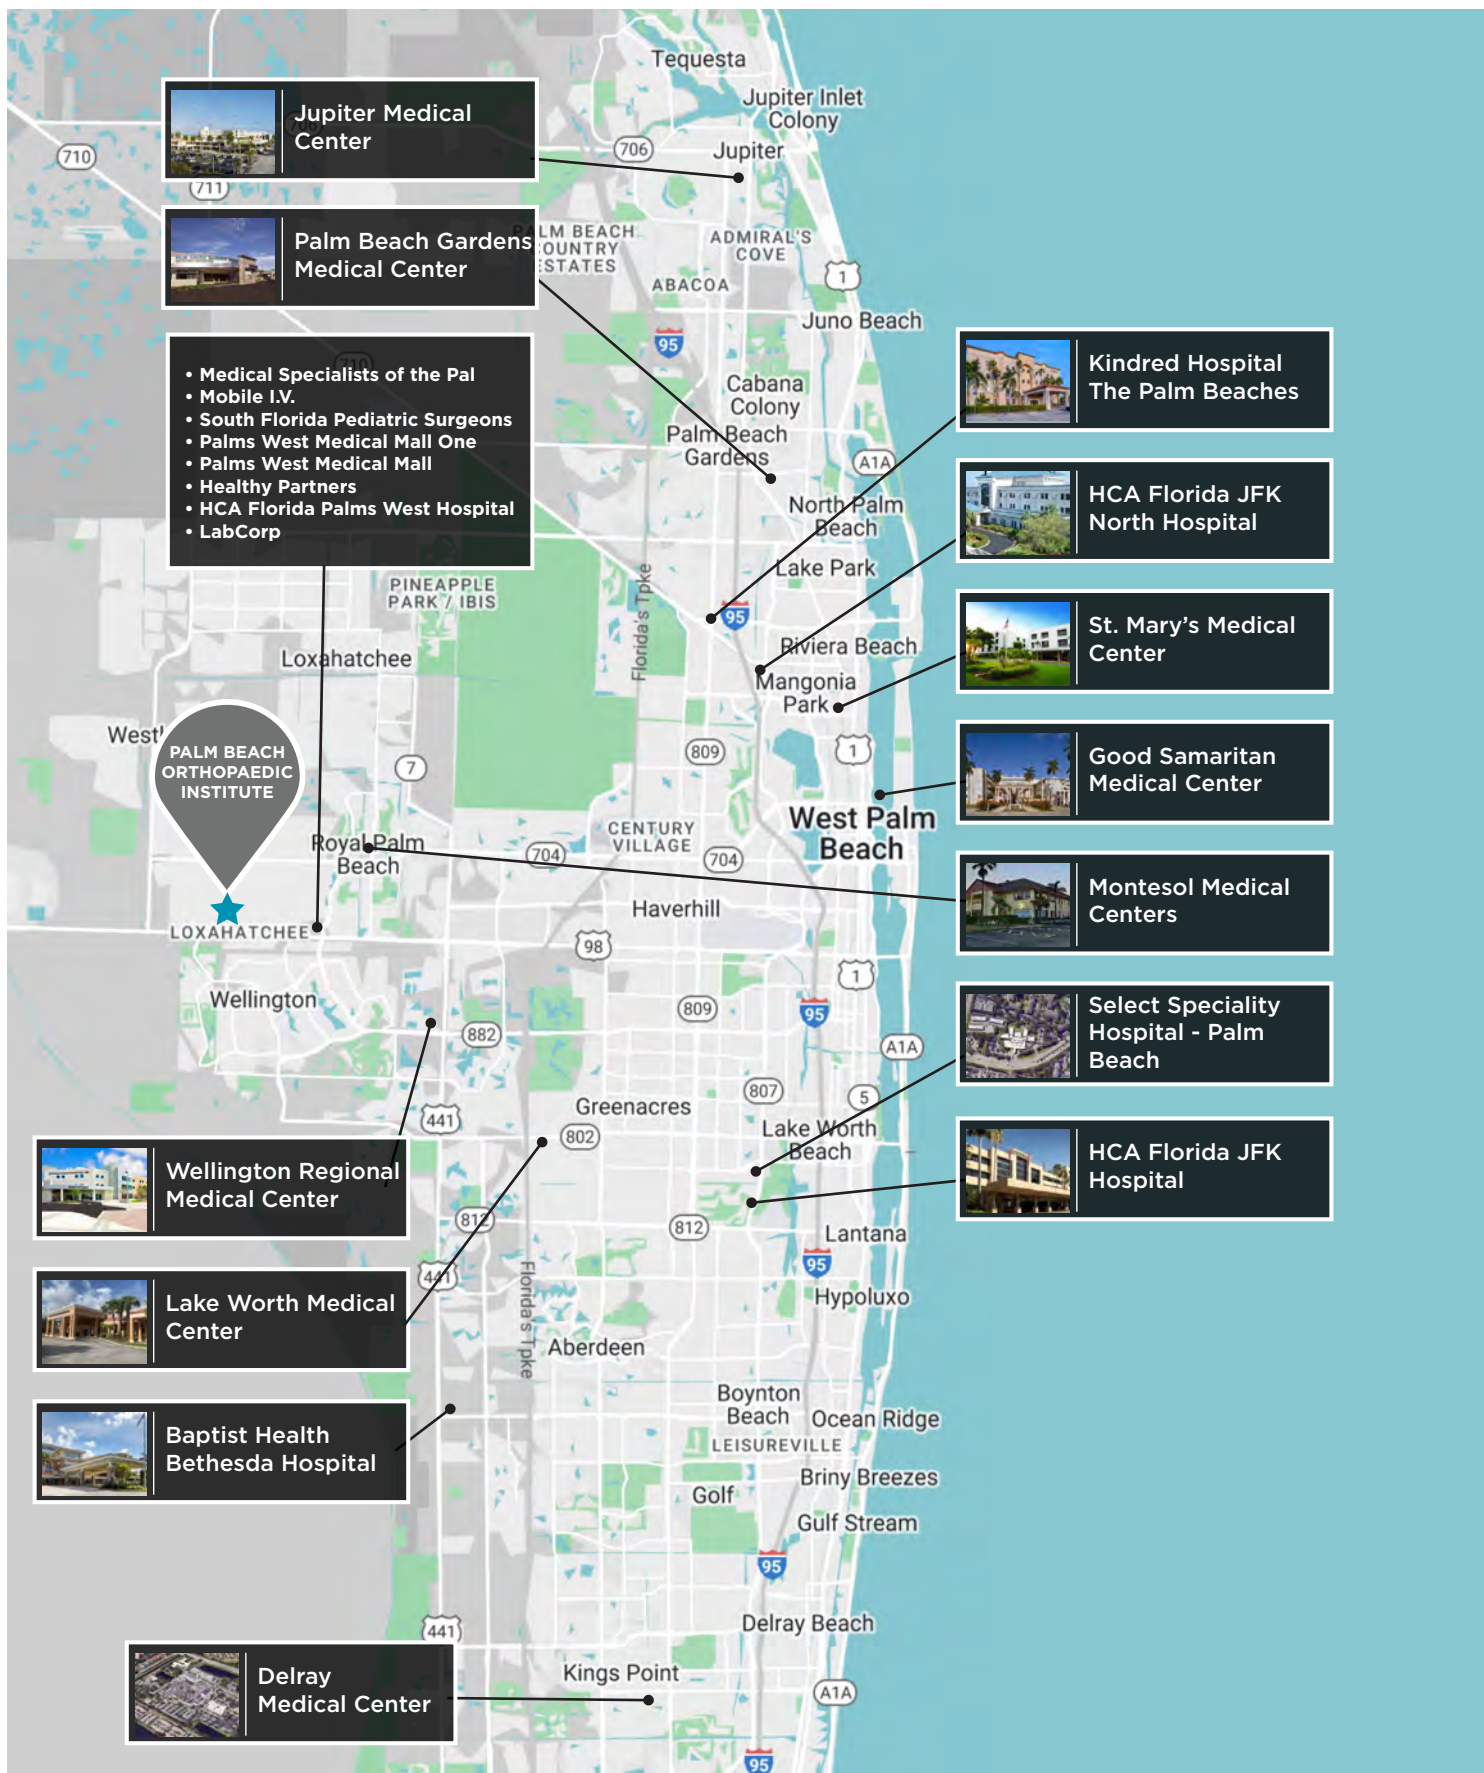 Tequesta
Jupiter Inlet
Colony
Jupiter Medical
Center
706
710
Jupiter
711
Palm Beach Gardens
Medical Center
ADMIRAL'S
COVE
ABACOA
1
Juno Beach
95
• Medical Specialists of the Pal
• Mobile I.V.
• South Florida Pediatric Surgeons
• Palms West Medical Mall One
• Palms West Medical Mall
• Healthy Partners
• HCA Florida Palms West Hospital
• LabCorp
Kindred Hospital
The Palm Beaches
Cabana
Colony
Palm Beach
Gardens
A1A
HCA Florida JFK
North Hospital
North Palm
Beach
Lake Park
PINEAPPLE
PARK / IBIS
Florida's Tpke
95
St. Mary's Medical
Center
Riviera Beach
Loxahatchee
Mangonia
Park
PALM BEACH
ORTHOPAEDIC
INSTITUTE
7
809
1
Good Samaritan
Medical Center
West Palm
Beach
CENTURY
VILLAGE
Royal Palm
Beach
704
704
Montesol Medical
Centers
Haverhill
LOXAHATCHEE
98
1
Wellington
809
95
Select Speciality
Hospital - Palm
Beach
882
A1A
807
5
Greenacres
441
802
Lake Worth
Beach
HCA Florida JFK
Hospital
Wellington Regional
Medical Center
812
812
Lantana
95
441
Florida's Tpke
Hypoluxo
Lake Worth Medical
Center
Aberdeen
Boynton
Beach
Ocean Ridge
Baptist Health
Bethesda Hospital
LEISUREVILLE
Briny Breezes
Golf
Gulf Stream
95
Delray Beach
441
Kings Point
Delray
Medical Center
A1A
95